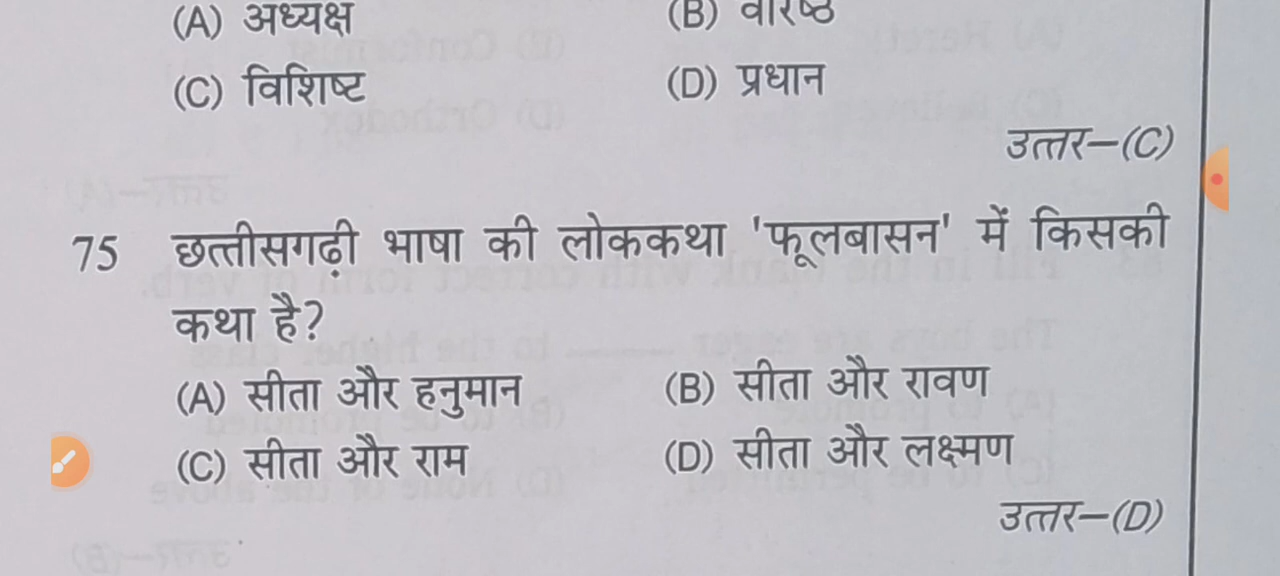 (A) अध्यक्ष (B) वरिष्ठ
(C) विशिष्ट (D) प्रधान
उत्तर–(C)
75 छत्तीसगढ़ी भाषा की लोककथा 'फूलबासन' में किसकी
कथा है?
(A) सीता और हनुमान (B) सीता और रावण
(C) सीता और राम (D) सीता और लक्ष्मण
उत्तर–(D)